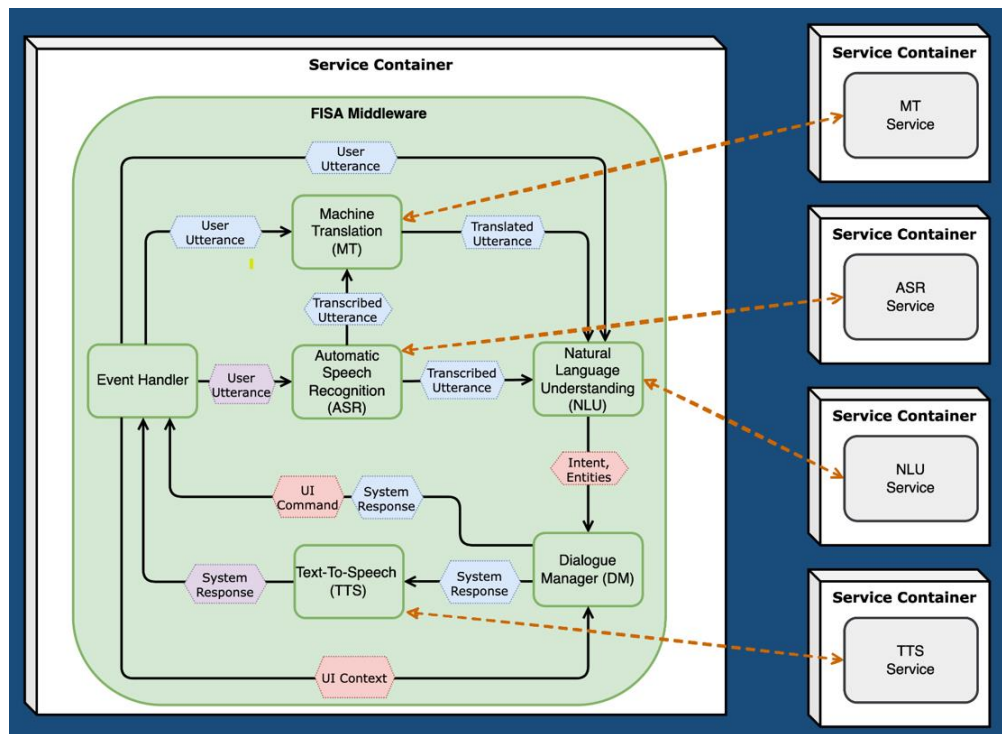 Service Container
FISA Middleware
User
Utterance
User
Utterance
Machine
Translation
(MT)
Translated
Utterance
Transcribed
Utterance
Event Handler
User
Utterance
Automatic
Speech
Recognition
(ASR)
Transcribed
Utterance
Natural
Language
Understanding
(NLU)
Intent,
Entities
UI
Command
System
Response
Dialogue
Manager (DM)
System
Response
Text-To-Speech
(TTS)
System
Response
UI Context
Service Container
MT
Service
Service Container
ASR
Service
Service Container
NLU
Service
Service Container
TTS
Service